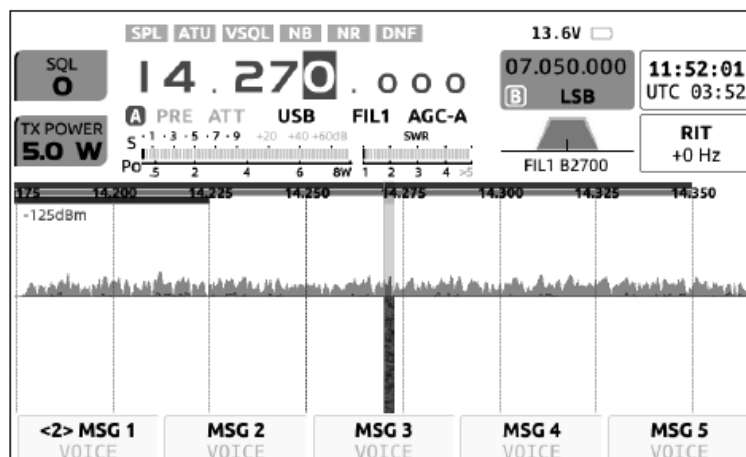 SPL ATU VSQL NB NR DNF 13.6V
SQL
0
14.270.000
07.050.000
B LSB
11:52:01
UTC 03:52
A PRE ATT USB FIL1 AGC-A
TX POWER
5.0 W
S ·1 ·3 ·5 ·7 ·9 +20 +40 +60dB SWR
Po .5 2 4 6 8W 1 2 3 4 >5
FIL1 B2700
RIT
+0 Hz
175 14.200 14.225 14.250 14.275 14.300 14.325 14.350
-125dBm
<2> MSG 1 MSG 2 MSG 3 MSG 4 MSG 5
VOICE VOICE VOICE VOICE VOICE